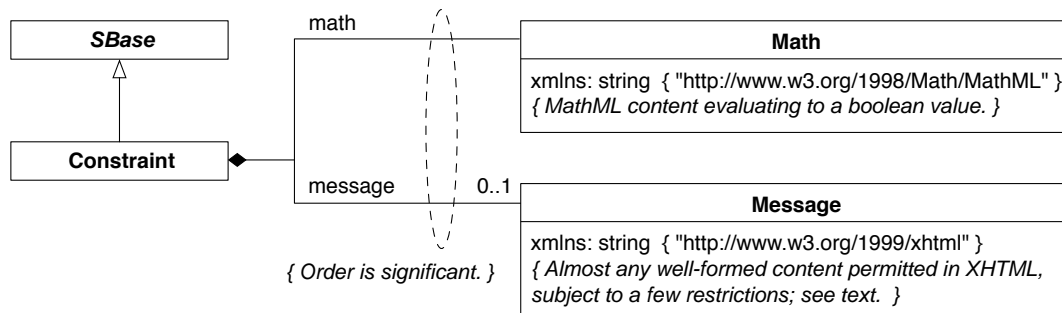 math
SBase
Math
xmlns: string { "http://www.w3.org/1998/Math/MathML" }
{ MathML content evaluating to a boolean value. }
Constraint
message 0..1
Message
xmlns: string { "http://www.w3.org/1999/xhtml" }
{ Order is significant. }
{ Almost any well-formed content permitted in XHTML,
subject to a few restrictions; see text. }